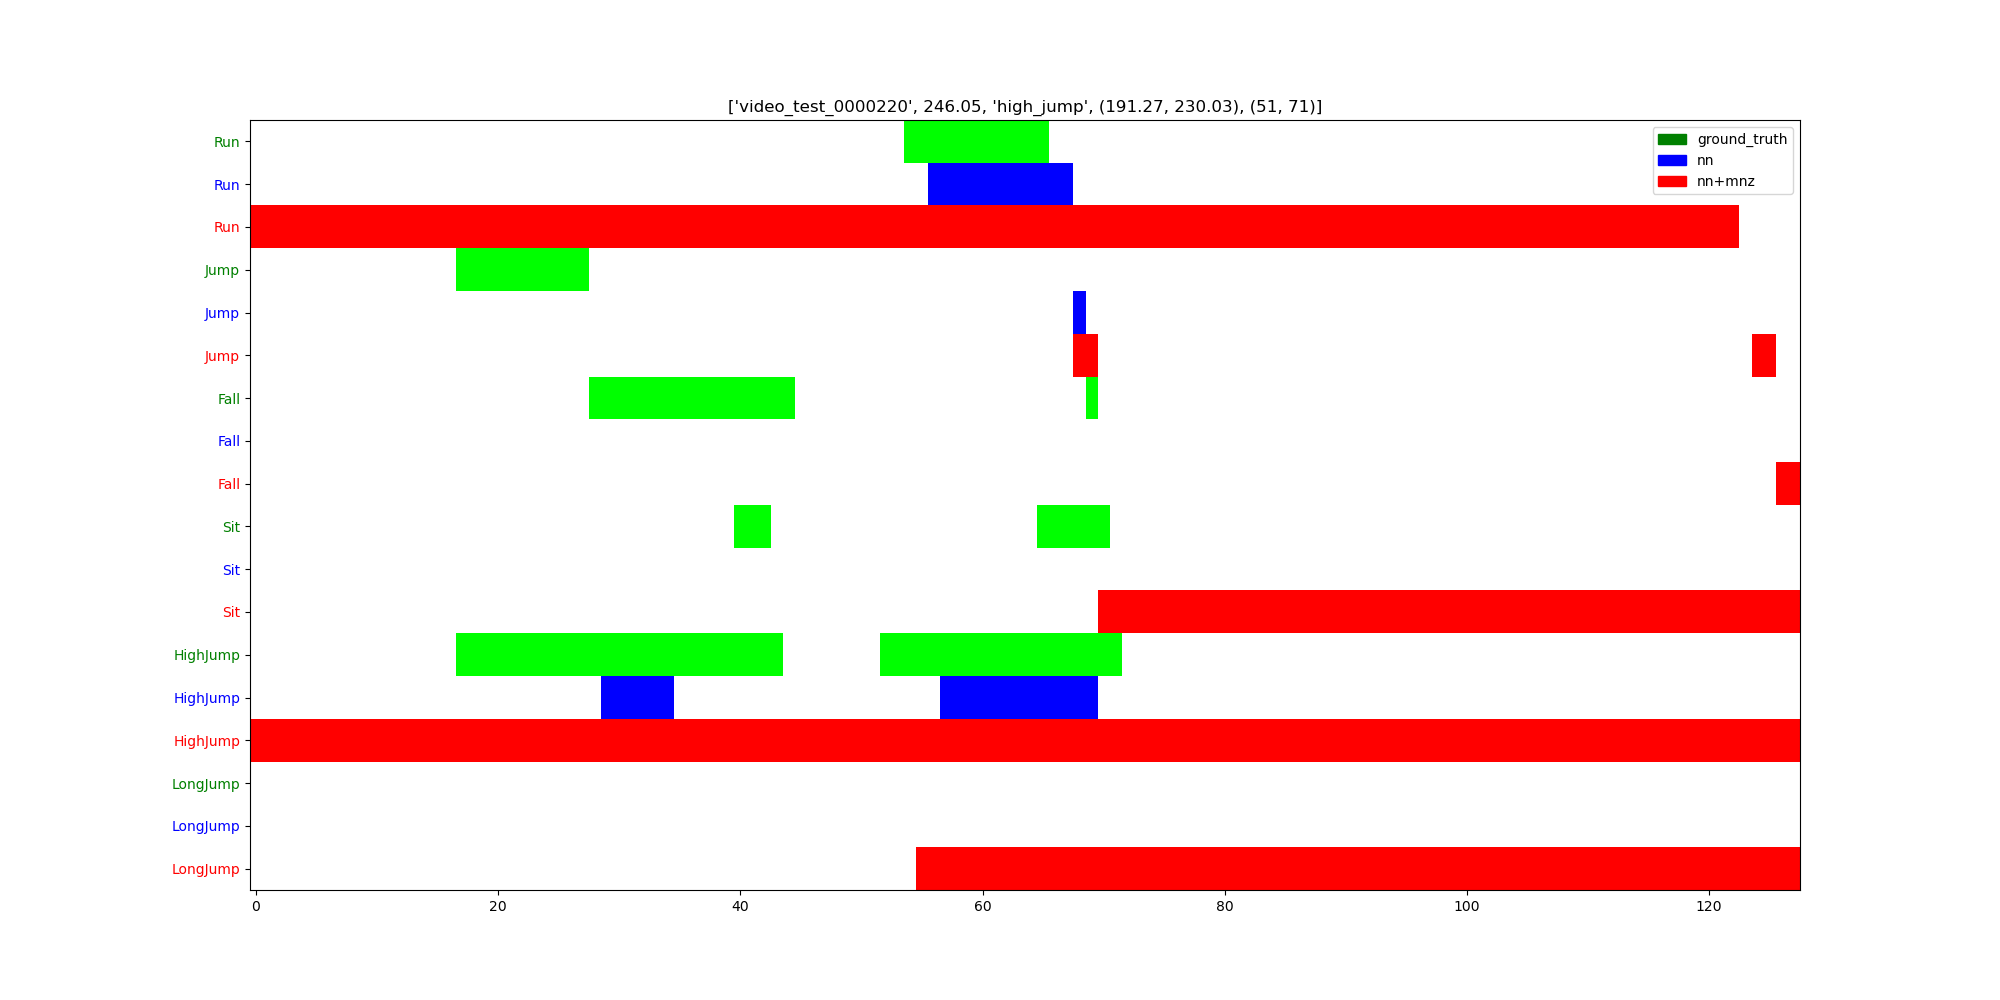 ['video_test_0000220', 246.05, 'high_jump', (191.27, 230.03), (51, 71)]
ground_truth
nn
nn+mnz
Run
Run
Run
Jump
Jump
Jump
Fall
Fall
Fall
Sit
Sit
Sit
HighJump
HighJump
HighJump
LongJump
LongJump
LongJump
0 20 40 60 80 100 120